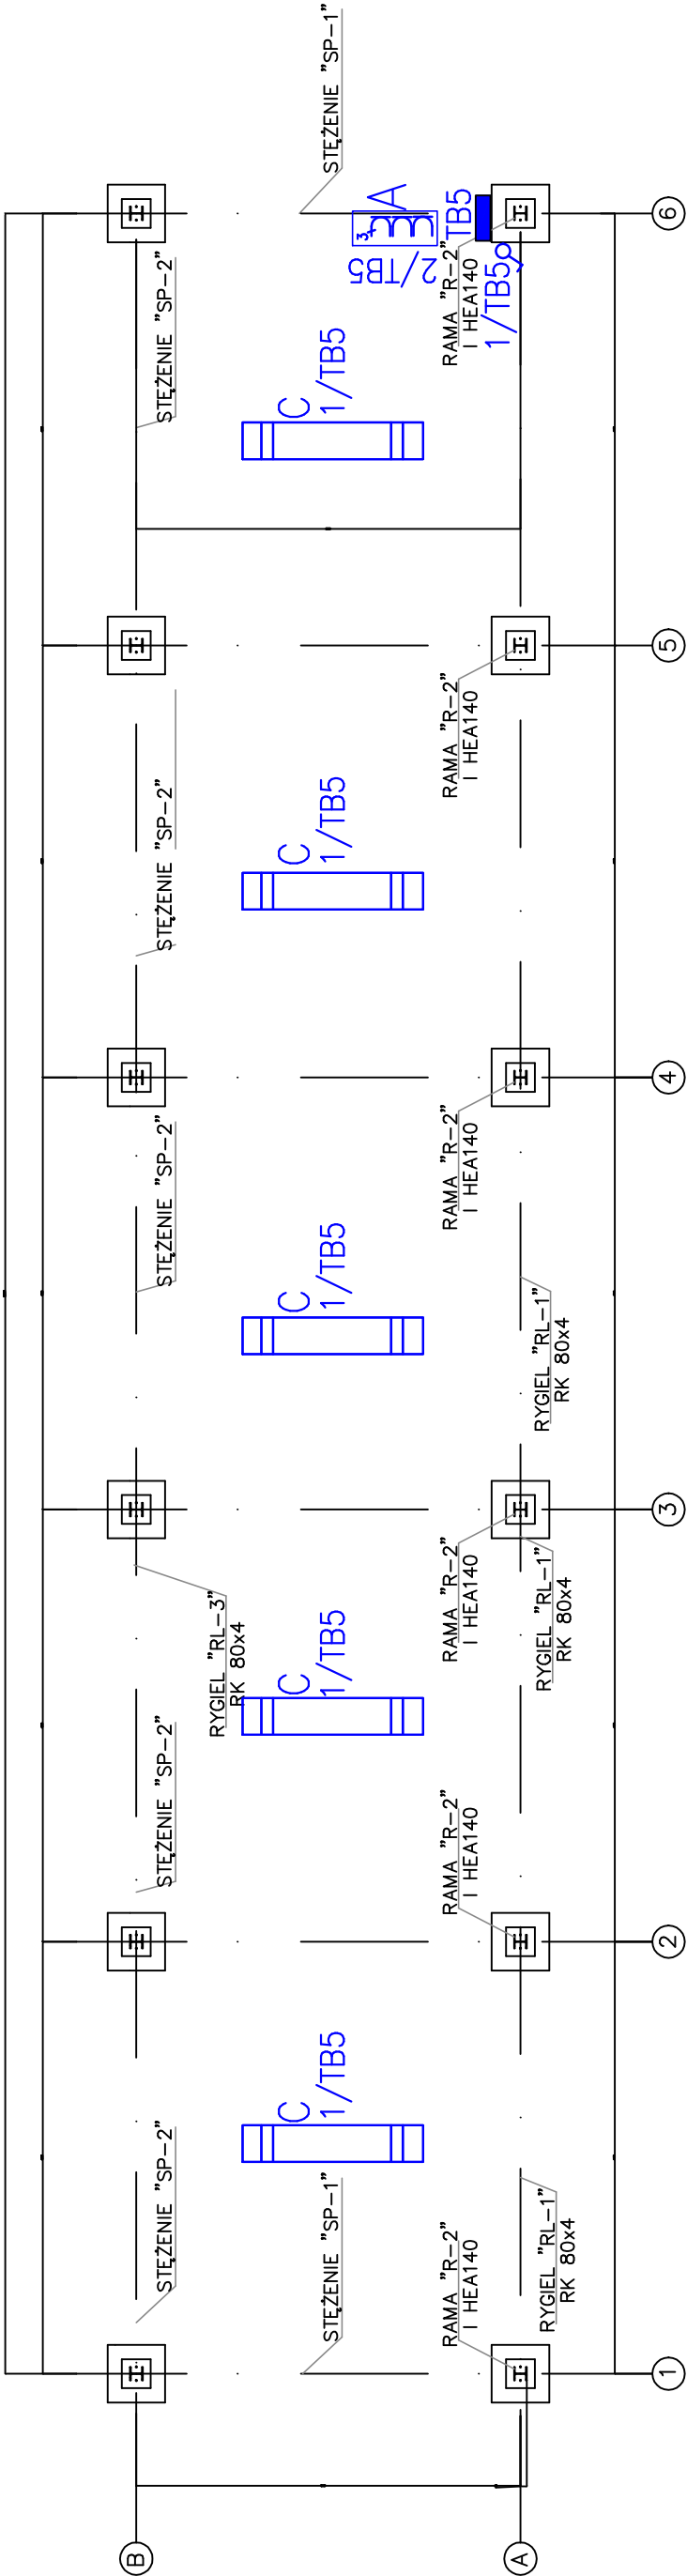 STĘŻENIE "SP-1"
STĘŻENIE "SP-2"
A
3
2/TB5
TB5
RAMA "R-2"
I HEA140
1/TB5
6
C
1/TB5
5
RAMA "R-2"
I HEA140
STĘŻENIE "SP-2"
C
1/TB5
4
RAMA "R-2"
I HEA140
STĘŻENIE "SP-2"
C
1/TB5
RYGIEL "RL-1"
RK 80x4
3
RAMA "R-2"
I HEA140
RYGIEL "RL-1"
RK 80x4
RYGIEL "RL-3"
RK 80x4
C
1/TB5
STĘŻENIE "SP-2"
RAMA "R-2"
I HEA140
2
C
1/TB5
STĘŻENIE "SP-2"
STĘŻENIE "SP-1"
RAMA "R-2"
I HEA140
RYGIEL "RL-1"
RK 80x4
1
B
A